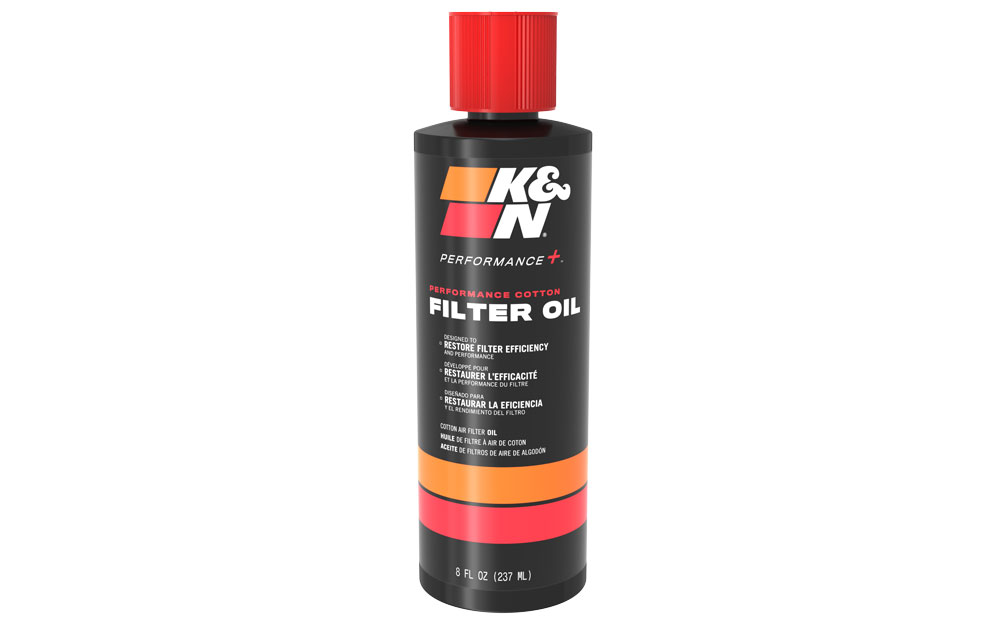 K&
N®
PERFORMANCE+®
PERFORMANCE COTTON
FILTER OIL
DESIGNED TO
RESTORE FILTER EFFICIENCY
AND PERFORMANCE
DÉVELOPPÉ POUR
RESTAURER L'EFFICACITÉ
ET LA PERFORMANCE DU FILTRE
DISEÑADO PARA
RESTAURAR LA EFICIENCIA
Y EL RENDIMIENTO DEL FILTRO
COTTON AIR FILTER OIL
HUILE DE FILTRE À AIR DE COTON
ACEITE DE FILTROS DE AIRE DE ALGODÓN
8 FL OZ (237 ML)